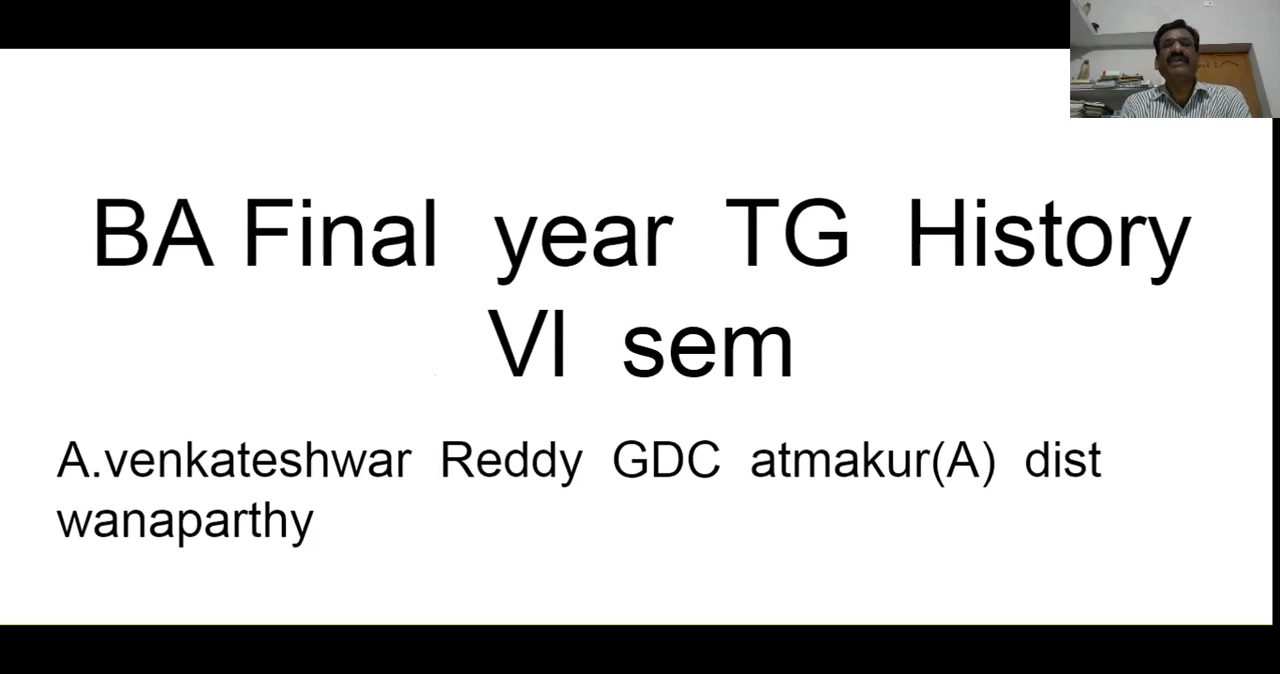 BA Final year TG History
VI sem
A.venkateshwar Reddy GDC atmakur(A) dist
wanaparthy